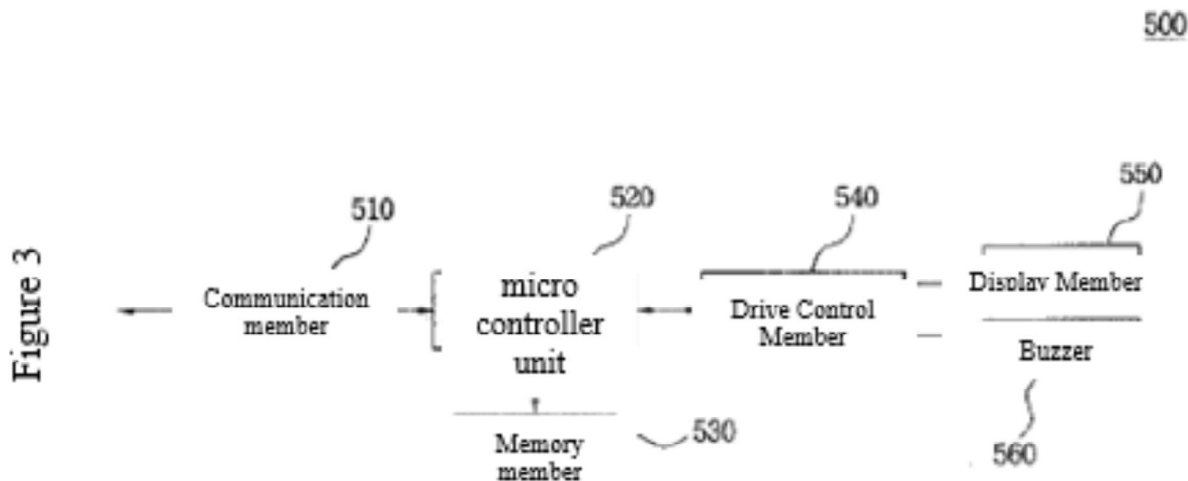 500
Figure 3
510
520
540
550
Communication
member
micro
controller
unit
Drive Control
Member
Display Member
Buzzer
Memory
member
530
560